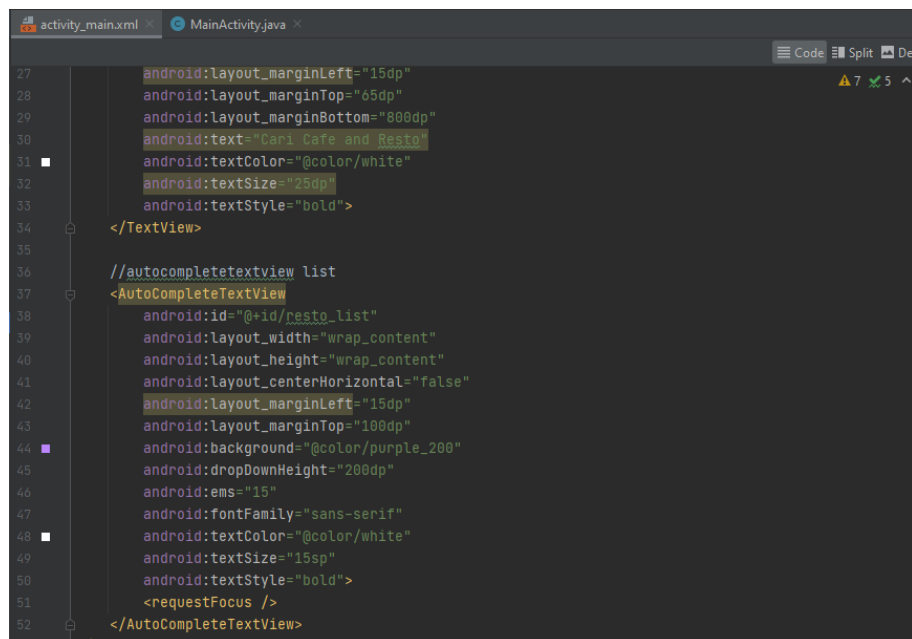 activity_main.xml × MainActivity.java ×
Code Split De
27 android:layout_marginLeft="15dp"
7 5
28 android:layout_marginTop="65dp"
29 android:layout_marginBottom="800dp"
30 android:text="Cari Cafe and Resto"
31 android:textColor="@color/white"
32 android:textSize="25dp"
33 android:textStyle="bold">
34 </TextView>
35
36 //autocompletetextview list
37 <AutoCompleteTextView
38 android:id="@+id/resto_list"
39 android:layout_width="wrap_content"
40 android:layout_height="wrap_content"
41 android:layout_centerHorizontal="false"
42 android:layout_marginLeft="15dp"
43 android:layout_marginTop="100dp"
44 android:background="@color/purple_200"
45 android:dropDownHeight="200dp"
46 android:ems="15"
47 android:fontFamily="sans-serif"
48 android:textColor="@color/white"
49 android:textSize="15sp"
50 android:textStyle="bold">
51 <requestFocus />
52 </AutoCompleteTextView>